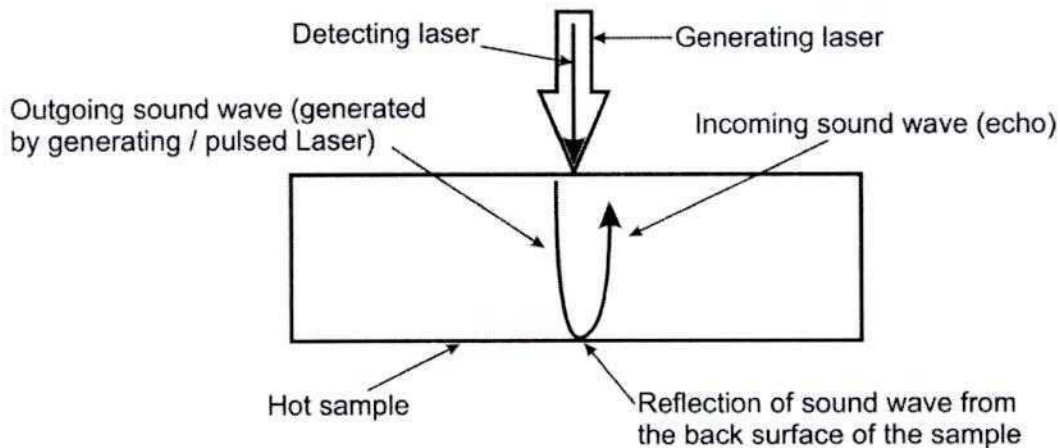 Detecting laser
Generating laser
Outgoing sound wave (generated
by generating / pulsed Laser)
Incoming sound wave (echo)
Hot sample
Reflection of sound wave from
the back surface of the sample